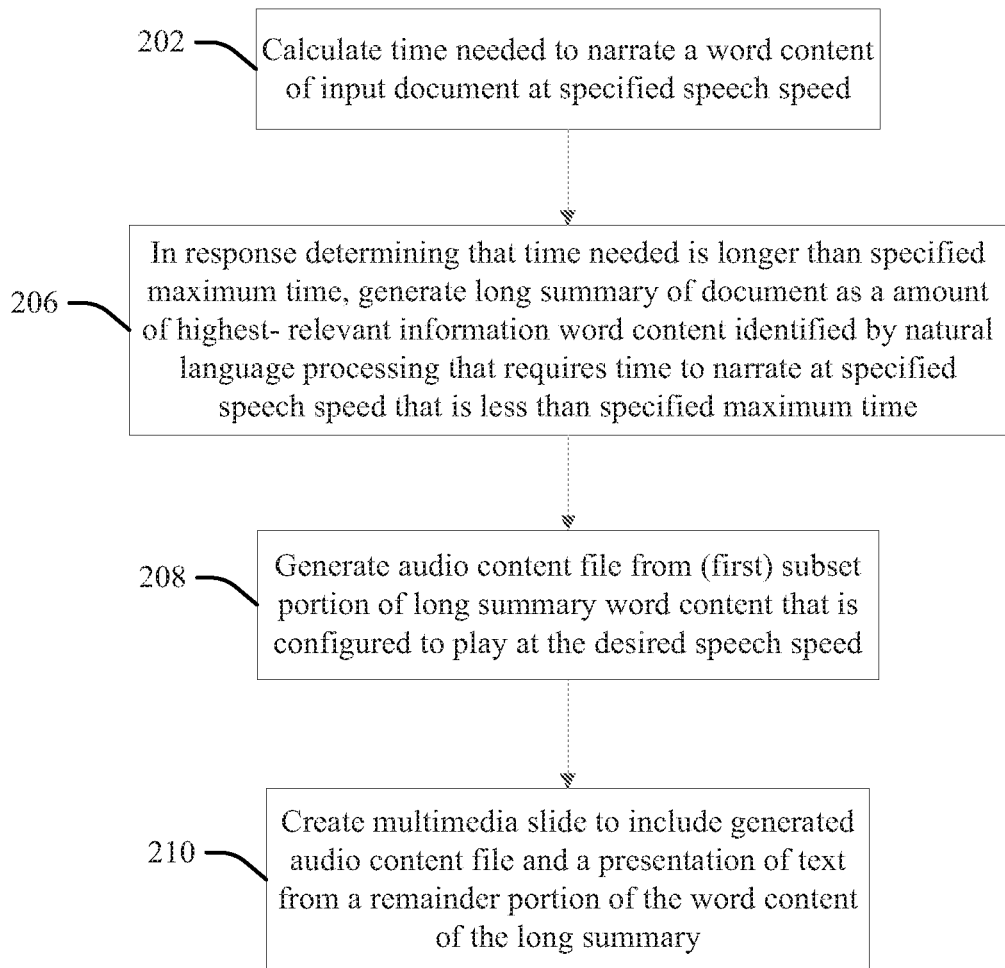 202
Calculate time needed to narrate a word content
of input document at specified speech speed
In response determining that time needed is longer than specified
maximum time, generate long summary of document as a amount
206
of highest- relevant information word content identified by natural
language processing that requires time to narrate at specified
speech speed that is less than specified maximum time
208
Generate audio content file from (first) subset
portion of long summary word content that is
configured to play at the desired speech speed
Create multimedia slide to include generated
210
audio content file and a presentation of text
from a remainder portion of the word content
of the long summary